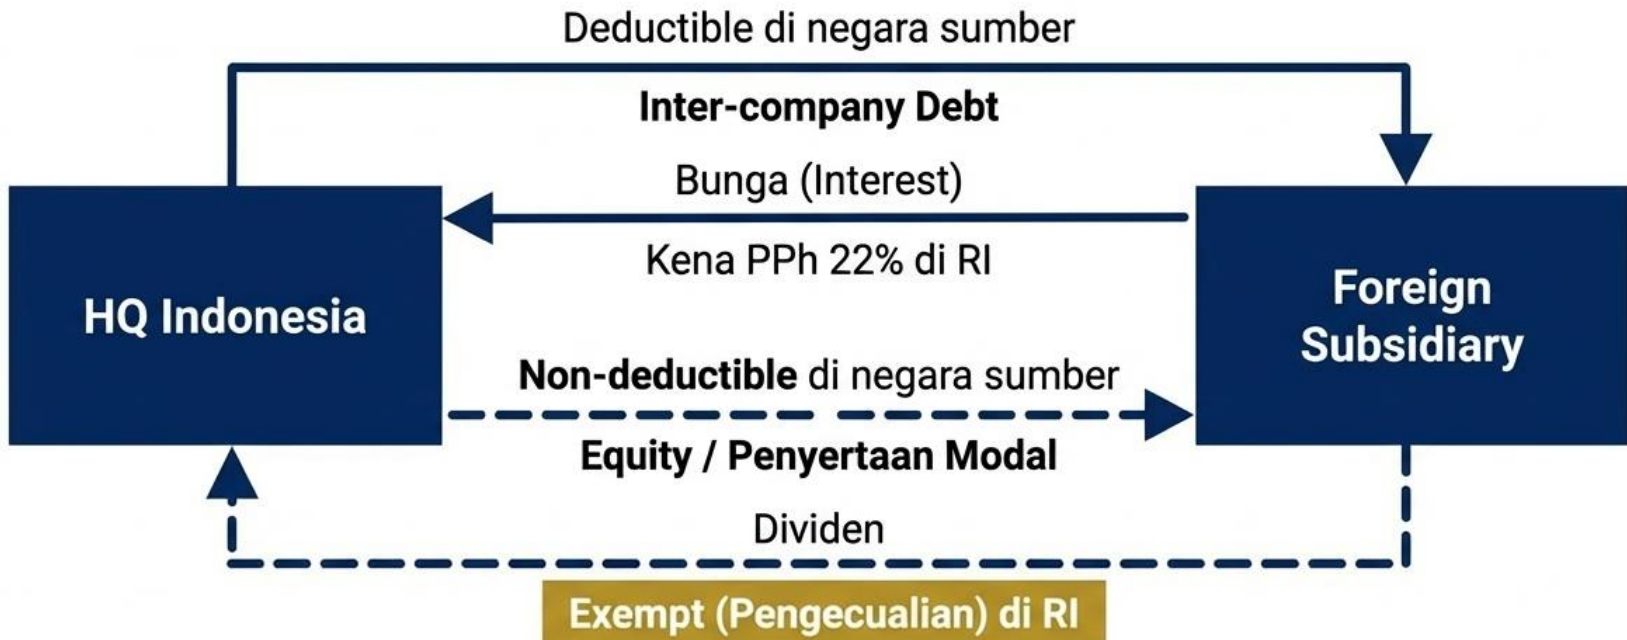 Deductible di negara sumber
Inter-company Debt
Bunga (Interest)
Kena PPh 22% di RI
HQ Indonesia
Foreign
Subsidiary
Non-deductible di negara sumber
Equity / Penyertaan Modal
Dividen
Exempt (Pengecualian) di RI